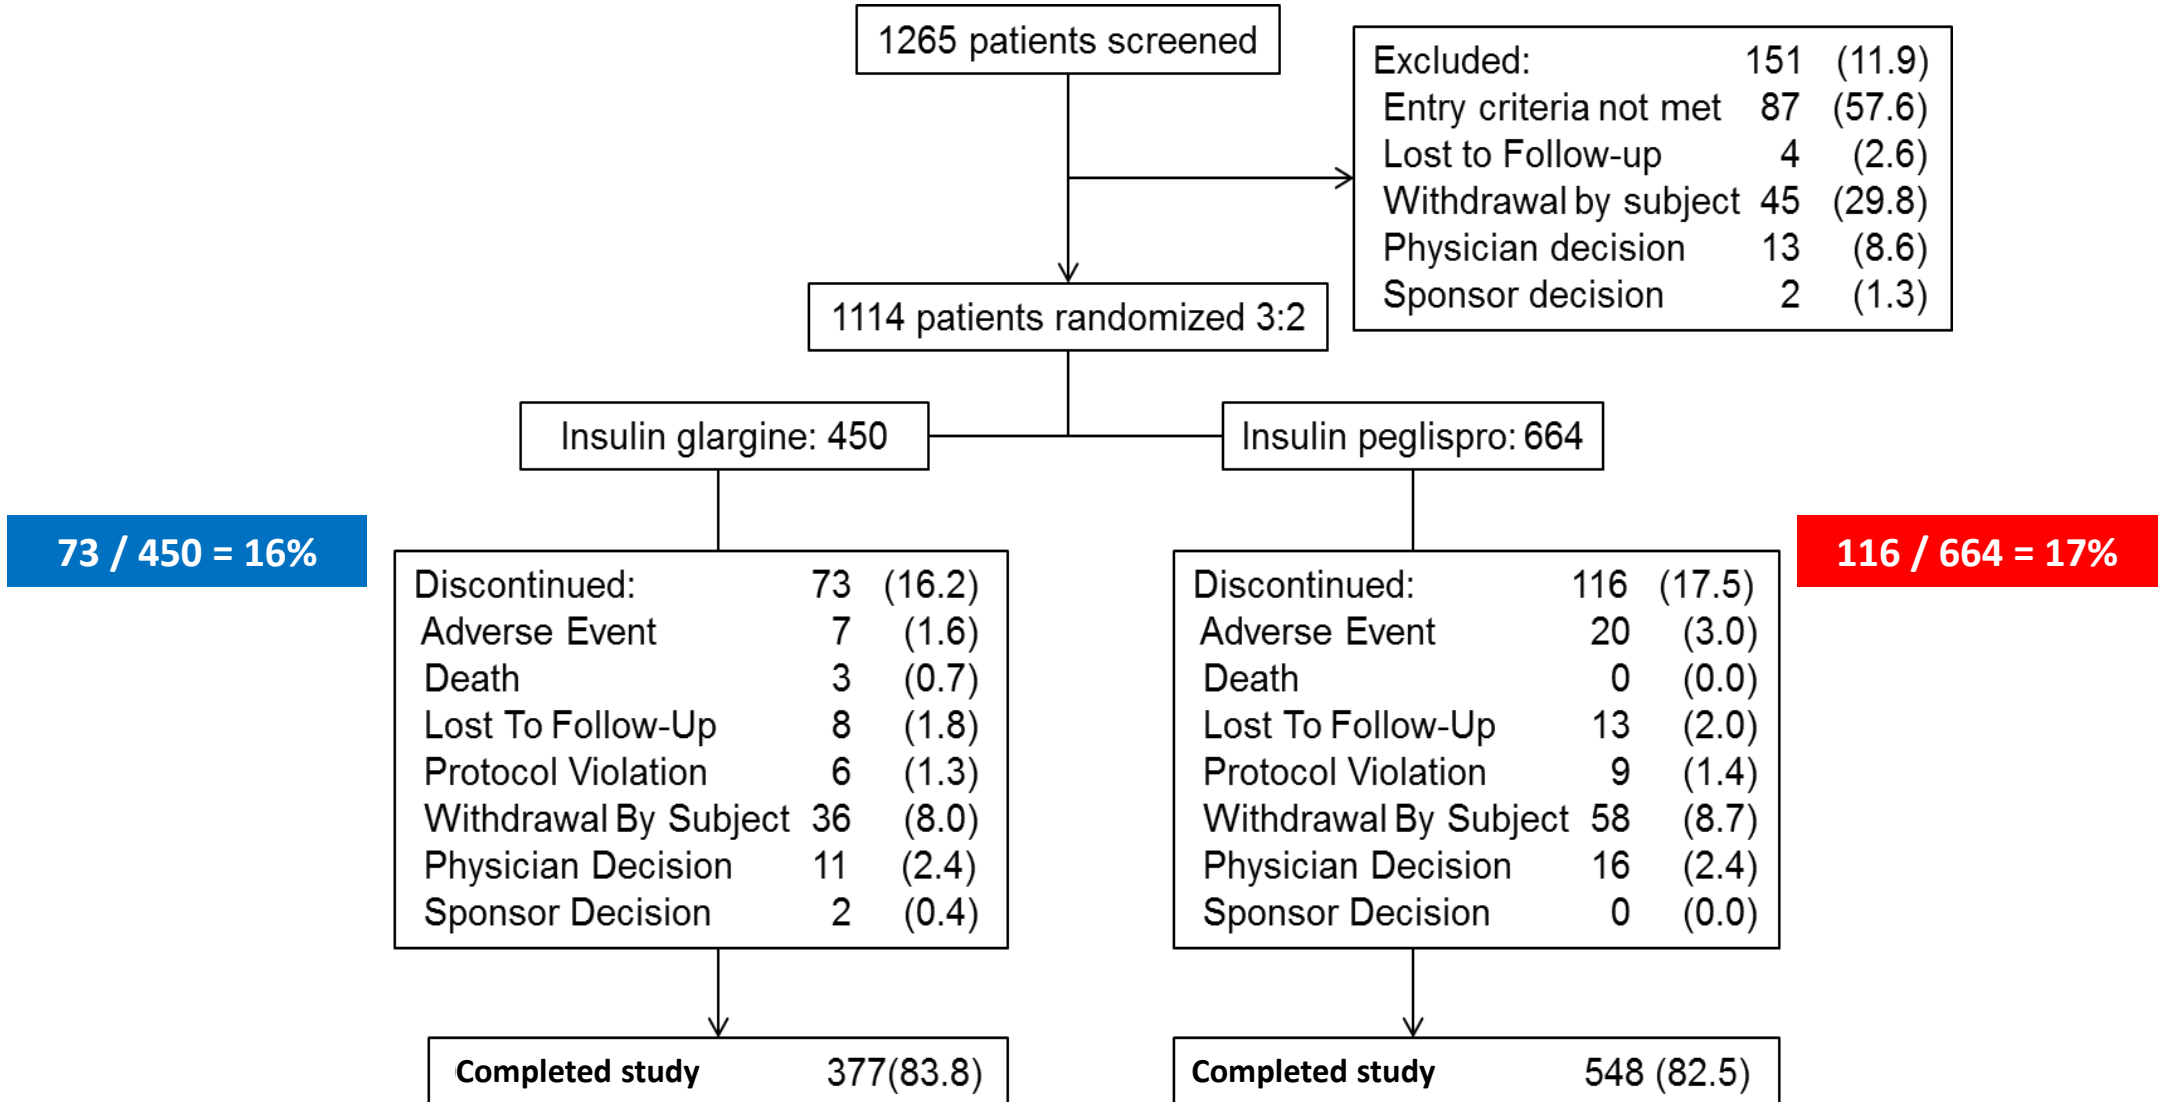 1265 patients screened
Excluded: 151 (11.9)
Entry criteria not met 87 (57.6)
Lost to Follow-up 4 (2.6)
Withdrawal by subject 45 (29.8)
Physician decision 13 (8.6)
Sponsor decision 2 (1.3)
1114 patients randomized 3:2
Insulin glargine: 450
Insulin peglispro: 664
73 / 450 = 16%
Discontinued: 73 (16.2)
Adverse Event 7 (1.6)
Death 3 (0.7)
Lost To Follow-Up 8 (1.8)
Protocol Violation 6 (1.3)
Withdrawal By Subject 36 (8.0)
Physician Decision 11 (2.4)
Sponsor Decision 2 (0.4)
116 / 664 = 17%
Discontinued: 116 (17.5)
Adverse Event 20 (3.0)
Death 0 (0.0)
Lost To Follow-Up 13 (2.0)
Protocol Violation 9 (1.4)
Withdrawal By Subject 58 (8.7)
Physician Decision 16 (2.4)
Sponsor Decision 0 (0.0)
Completed study 377(83.8)
Completed study 548 (82.5)